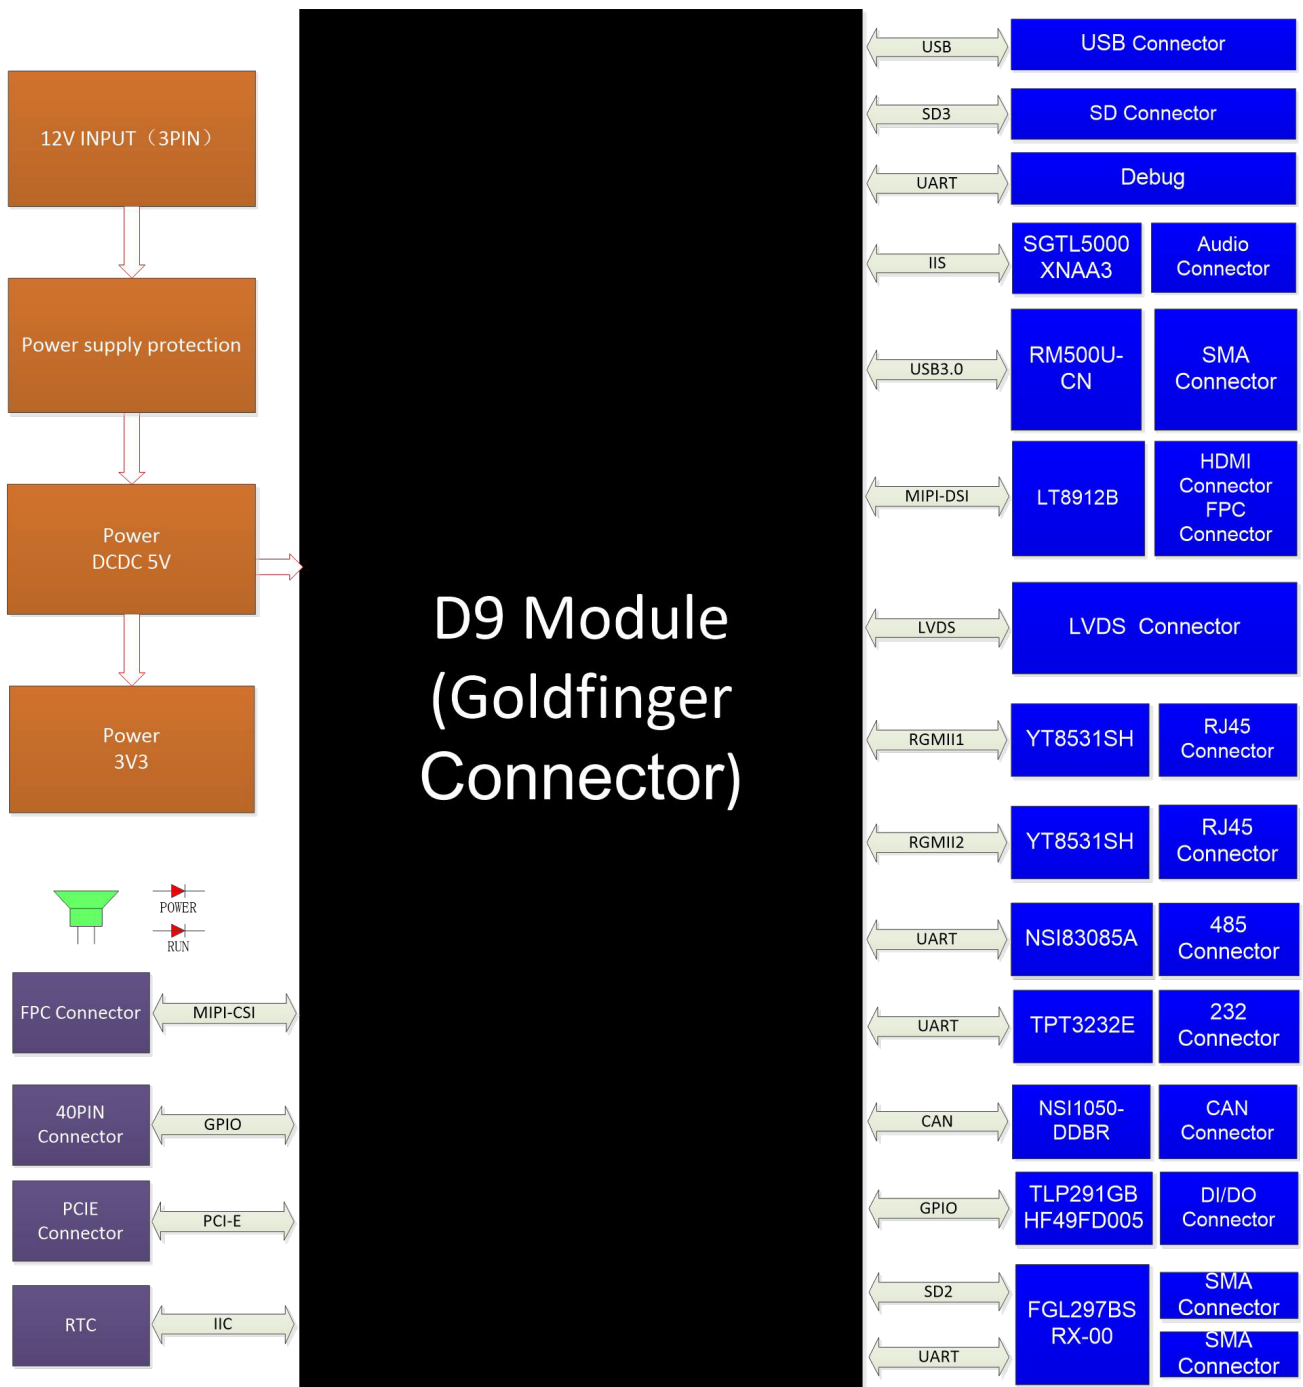 12V INPUT（3PIN）
Power supply protection
Power
DCDC 5V
Power
3V3
POWER
RUN
FPC Connector
MIPI-CSI
40PIN
Connector
GPIO
PCIE
Connector
PCI-E
RTC
IIC
D9 Module
(Goldfinger
Connector)
USB
USB Connector
SD3
SD Connector
UART
Debug
IIS
SGTL5000
XNAA3
Audio
Connector
USB3.0
RM500U-
CN
SMA
Connector
MIPI-DSI
LT8912B
HDMI
Connector
FPC
Connector
LVDS
LVDS Connector
RGMII1
YT8531SH
RJ45
Connector
RGMII2
YT8531SH
RJ45
Connector
UART
NSI83085A
485
Connector
UART
TPT3232E
232
Connector
CAN
NSI1050-
DDBR
CAN
Connector
GPIO
TLP291GB
HF49FD005
DI/DO
Connector
SD2
UART
FGL297BS
RX-00
SMA
Connector
SMA
Connector